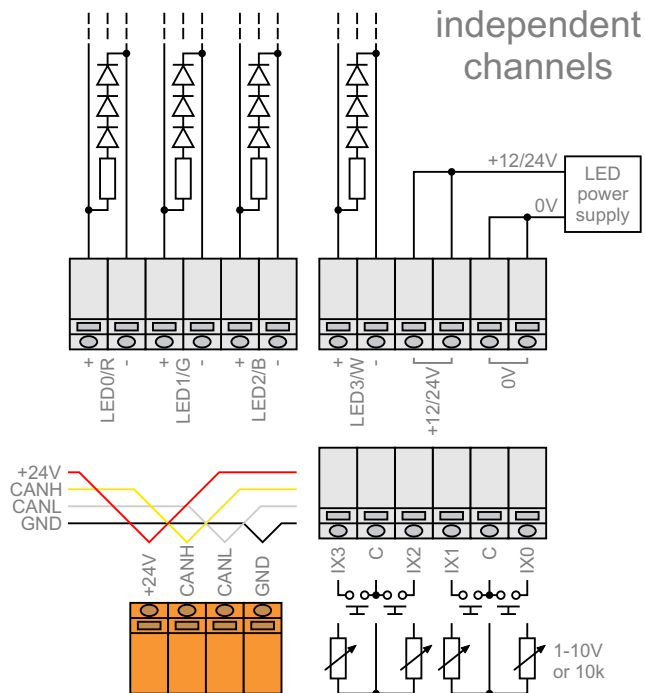 independent
channels
+12/24V
LED
power
supply
0V
+ - + - + - + -
LED0/R
LED1/G
LED2/B
LED3/W
+12/24V
0V
+24V
CANH
CANL
GND
+24V
CANH
CANL
GND
IX3
C
IX2
IX1
C
IX0
1-10V
or 10k